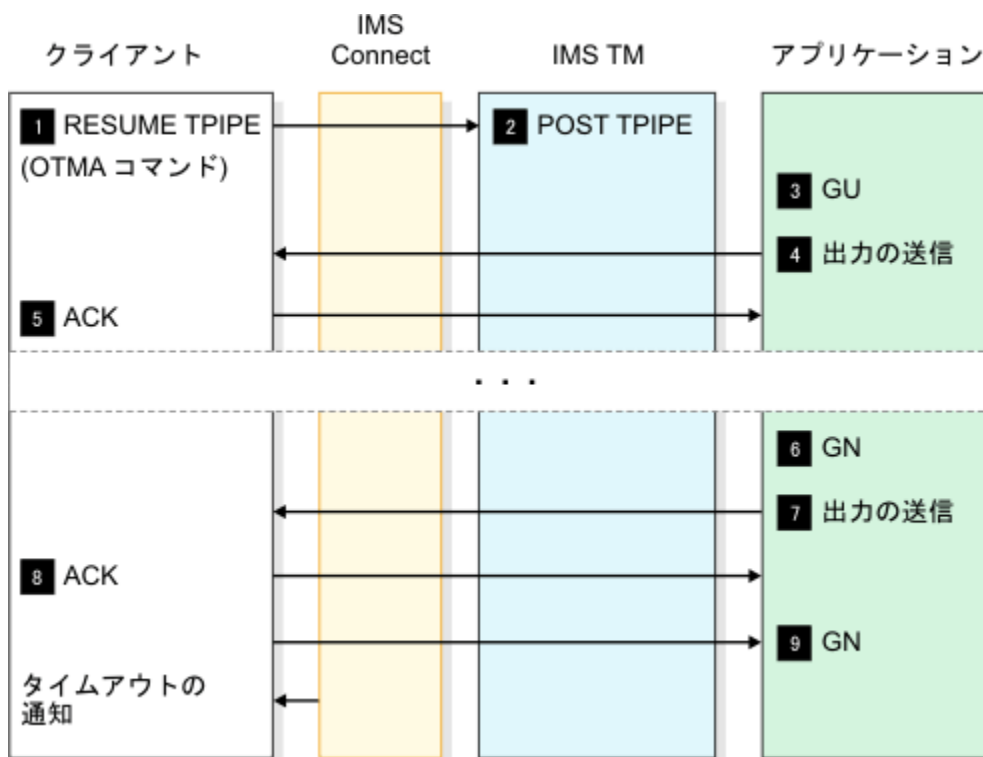 クライアント
IMS
Connect
IMS TM
アプリケーション
1 RESUME TPIPE
(OTMA コマンド)
2 POST TPIPE
3 GU
4 出力の送信
5 ACK
. . .
6 GN
7 出力の送信
8 ACK
9 GN
タイムアウトの
通知